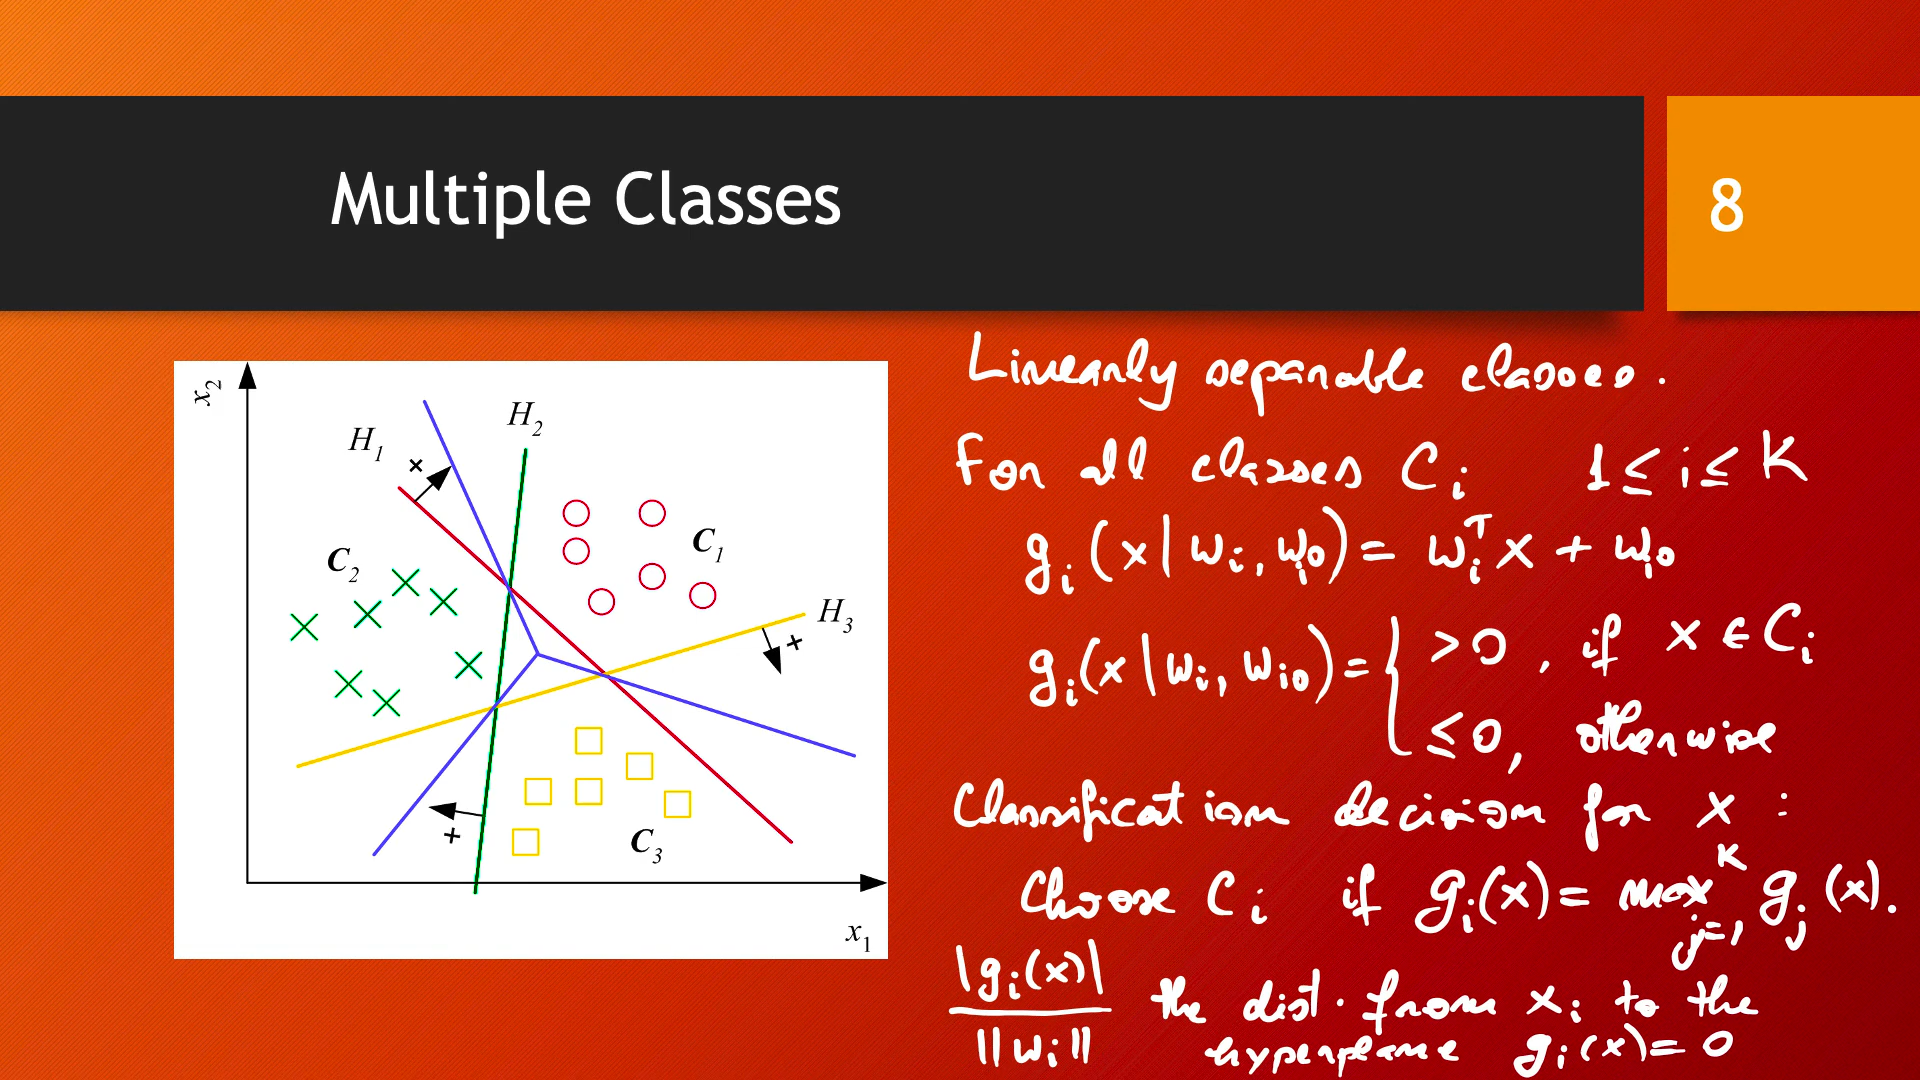 Multiple Classes
8
x2
H1
+
H2
C1
C2
H3
+
+
C3
x1
Linearly separable classes.
For all classes Ci 1 ≤ i ≤ K
gi (x | wi, wi0) = wiᵀx + wi0
gi(x | wi, wi0) = { > 0 , if x ∈ Ci
≤ 0, otherwise
Classification decision for x :
Choose Ci if gi(x) = max j=1 K gj (x).
|gi(x)| / ||wi|| the dist. from xi to the
hyperplane gi(x) = 0